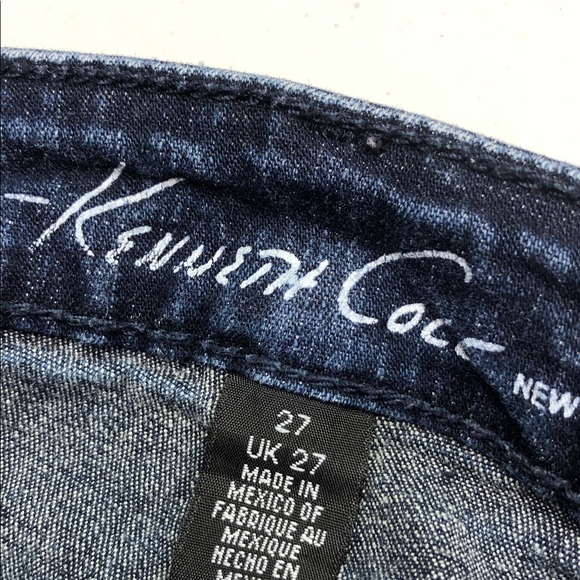 -Kenneth Cole
NEW
27
UK 27
MADE IN
MEXICO OF
FABRIQUE AU
MEXIQUE
HECHO EN